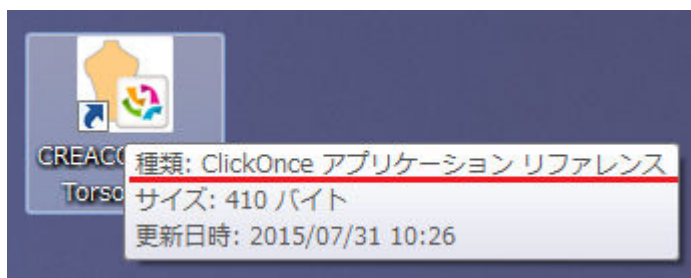 CREACO
Torso
種類: ClickOnce アプリケーション リファレンス
サイズ: 410 バイト
更新日時: 2015/07/31 10:26